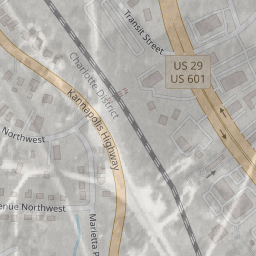 Transit Street
US 29
US 601
Charlotte District
Kannapolis Highway
Northwest
enue Northwest
Marietta P